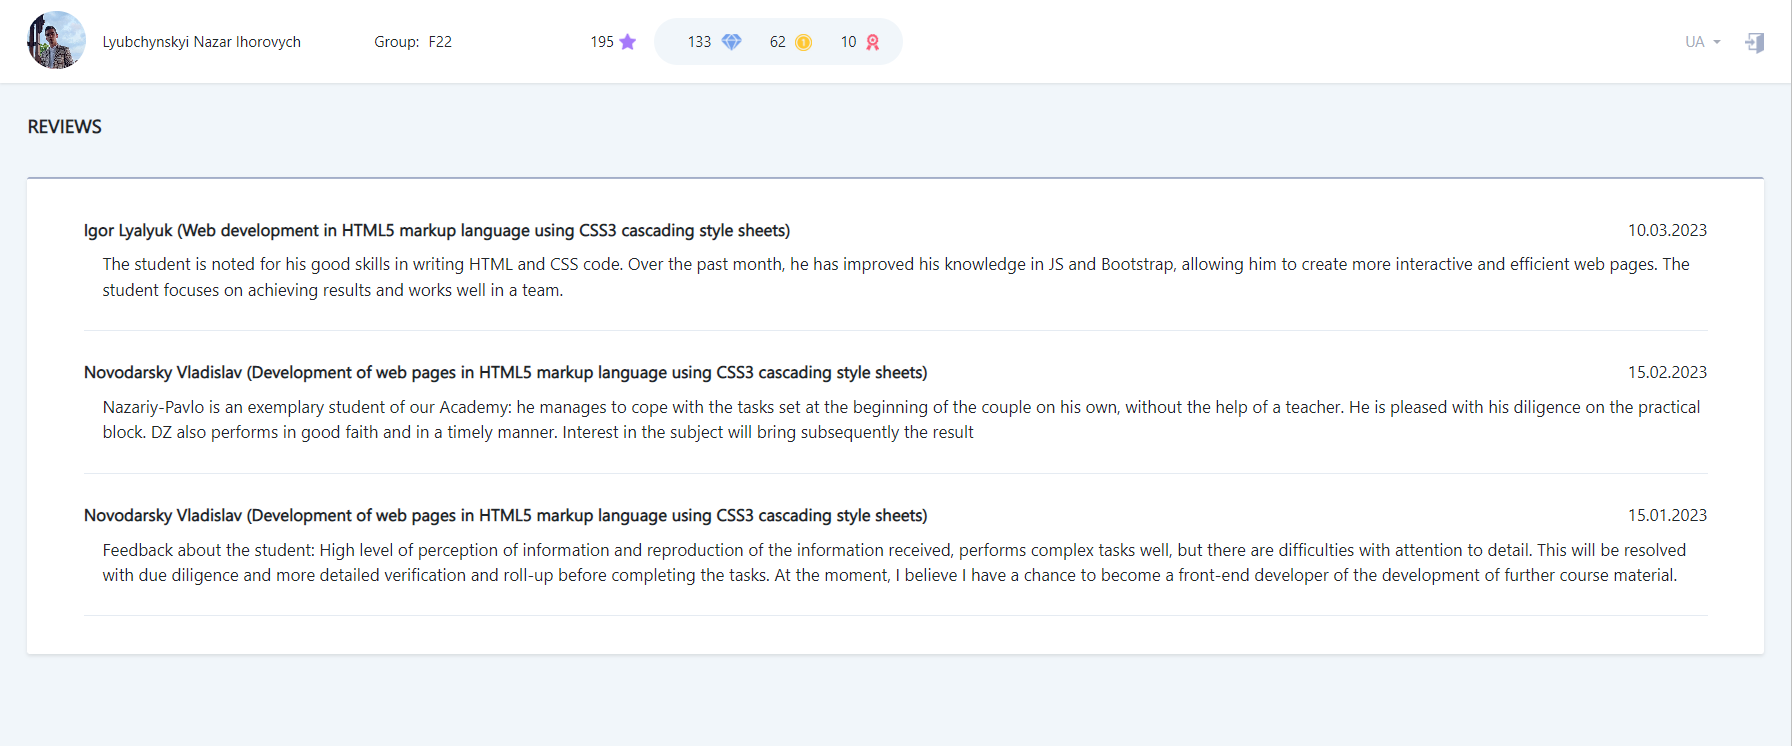 Lyubchynskyi Nazar Ihorovych Group: F22 195 133 62 10 UA
REVIEWS
Igor Lyalyuk (Web development in HTML5 markup language using CSS3 cascading style sheets) 10.03.2023
The student is noted for his good skills in writing HTML and CSS code. Over the past month, he has improved his knowledge in JS and Bootstrap, allowing him to create more interactive and efficient web pages. The
student focuses on achieving results and works well in a team.
Novodarsky Vladislav (Development of web pages in HTML5 markup language using CSS3 cascading style sheets) 15.02.2023
Nazariy-Pavlo is an exemplary student of our Academy: he manages to cope with the tasks set at the beginning of the couple on his own, without the help of a teacher. He is pleased with his diligence on the practical
block. DZ also performs in good faith and in a timely manner. Interest in the subject will bring subsequently the result
Novodarsky Vladislav (Development of web pages in HTML5 markup language using CSS3 cascading style sheets) 15.01.2023
Feedback about the student: High level of perception of information and reproduction of the information received, performs complex tasks well, but there are difficulties with attention to detail. This will be resolved
with due diligence and more detailed verification and roll-up before completing the tasks. At the moment, I believe I have a chance to become a front-end developer of the development of further course material.